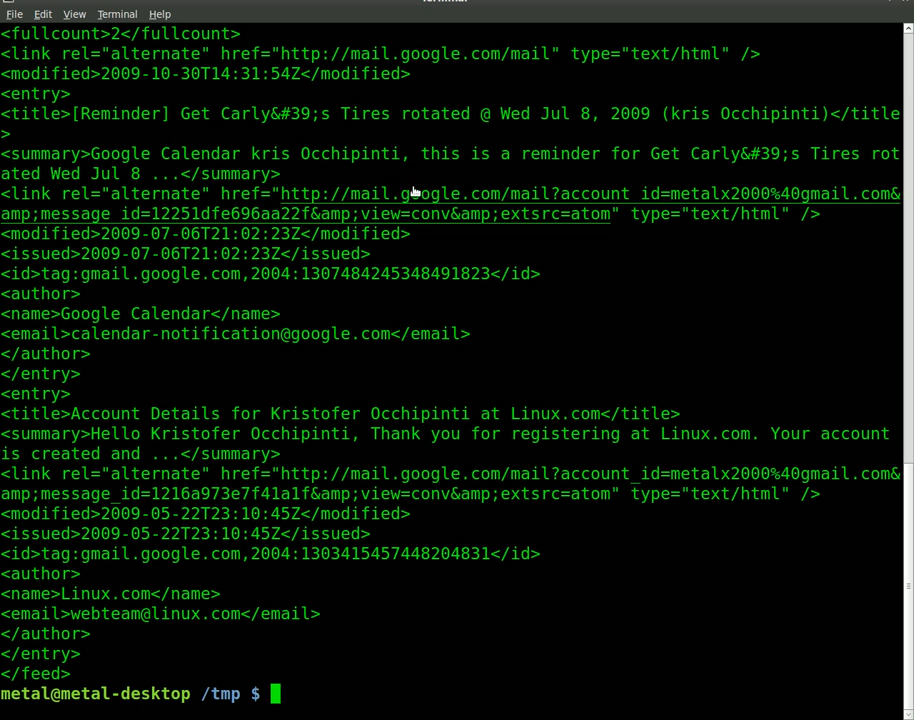 File Edit View Terminal Help
<fullcount>2</fullcount>
<link rel="alternate" href="http://mail.google.com/mail" type="text/html" />
<modified>2009-10-30T14:31:54Z</modified>
<entry>
<title>[Reminder] Get Carly&#39;s Tires rotated @ Wed Jul 8, 2009 (kris Occhipinti)</title
>
<summary>Google Calendar kris Occhipinti, this is a reminder for Get Carly&#39;s Tires rot
ated Wed Jul 8 ...</summary>
<link rel="alternate" href="http://mail.google.com/mail?account_id=metalx2000%40gmail.com&
amp;message_id=12251dfe696aa22f&amp;view=conv&amp;extsrc=atom" type="text/html" />
<modified>2009-07-06T21:02:23Z</modified>
<issued>2009-07-06T21:02:23Z</issued>
<id>tag:gmail.google.com,2004:1307484245348491823</id>
<author>
<name>Google Calendar</name>
<email>calendar-notification@google.com</email>
</author>
</entry>
<entry>
<title>Account Details for Kristofer Occhipinti at Linux.com</title>
<summary>Hello Kristofer Occhipinti, Thank you for registering at Linux.com. Your account
is created and ...</summary>
<link rel="alternate" href="http://mail.google.com/mail?account_id=metalx2000%40gmail.com&
amp;message_id=1216a973e7f41a1f&amp;view=conv&amp;extsrc=atom" type="text/html" />
<modified>2009-05-22T23:10:45Z</modified>
<issued>2009-05-22T23:10:45Z</issued>
<id>tag:gmail.google.com,2004:1303415457448204831</id>
<author>
<name>Linux.com</name>
<email>webteam@linux.com</email>
</author>
</entry>
</feed>
metal@metal-desktop /tmp $